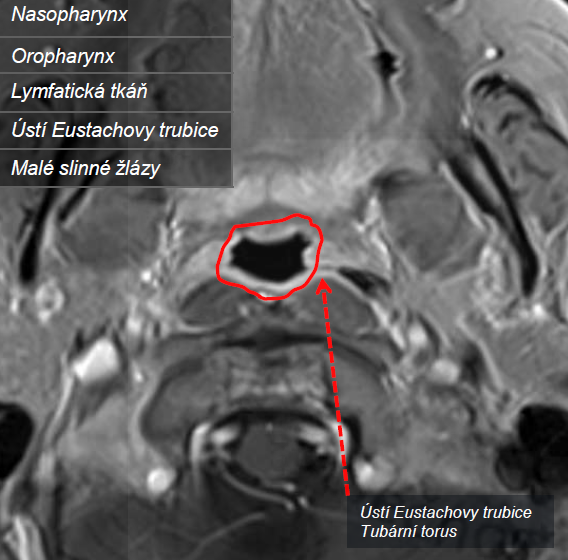 Nasopharynx
Oropharynx
Lymfatická tkáň
Ústí Eustachovy trubice
Malé slinné žlázy
Ústí Eustachovy trubice
Tubární torus